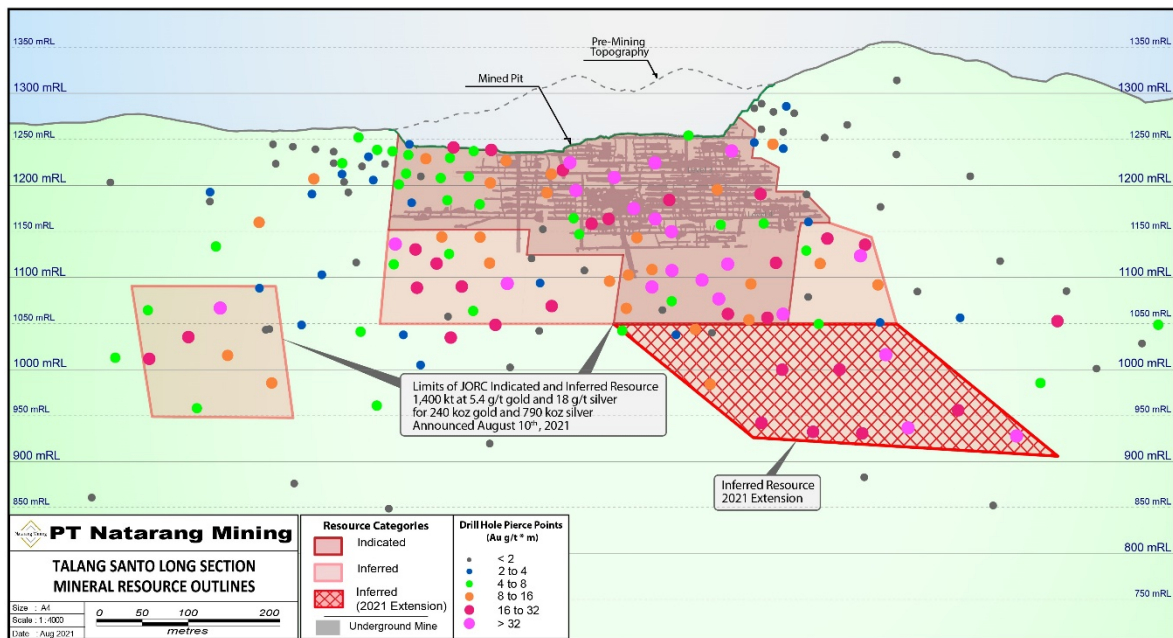 Pre-Mining
Topography
Mined Pit
1350 mRL
1350 mRL
1300 mRL
1300 mRL
1250 mRL
1250 mRL
1200 mRL
1200 mRL
1150 mRL
1150 mRL
1100 mRL
1100 mRL
1050 mRL
1050 mRL
1000 mRL
1000 mRL
950 mRL
950 mRL
900 mRL
900 mRL
850 mRL
850 mRL
800 mRL
750 mRL
Limits of JORC Indicated and Inferred Resource
1,400 kt at 5.4 g/t gold and 18 g/t silver
for 240 koz gold and 790 koz silver
Announced August 10th, 2021
Inferred Resource
2021 Extension
PT Natarang Mining
TALANG SANTO LONG SECTION
MINERAL RESOURCE OUTLINES
Size : A4
Scale : 1:4000
Date : Aug 2021
0 50 100 200
metres
Resource Categories
Indicated
Inferred
Inferred
(2021 Extension)
Underground Mine
Drill Hole Pierce Points
(Au g/t * m)
< 2
2 to 4
4 to 8
8 to 16
16 to 32
> 32